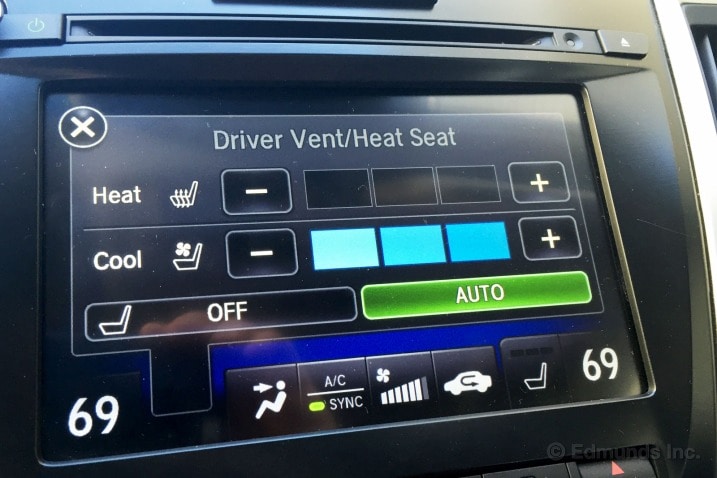 Driver Vent/Heat Seat
Heat − +
Cool − +
OFF AUTO
A/C
SYNC
69 69
© Edmunds Inc.